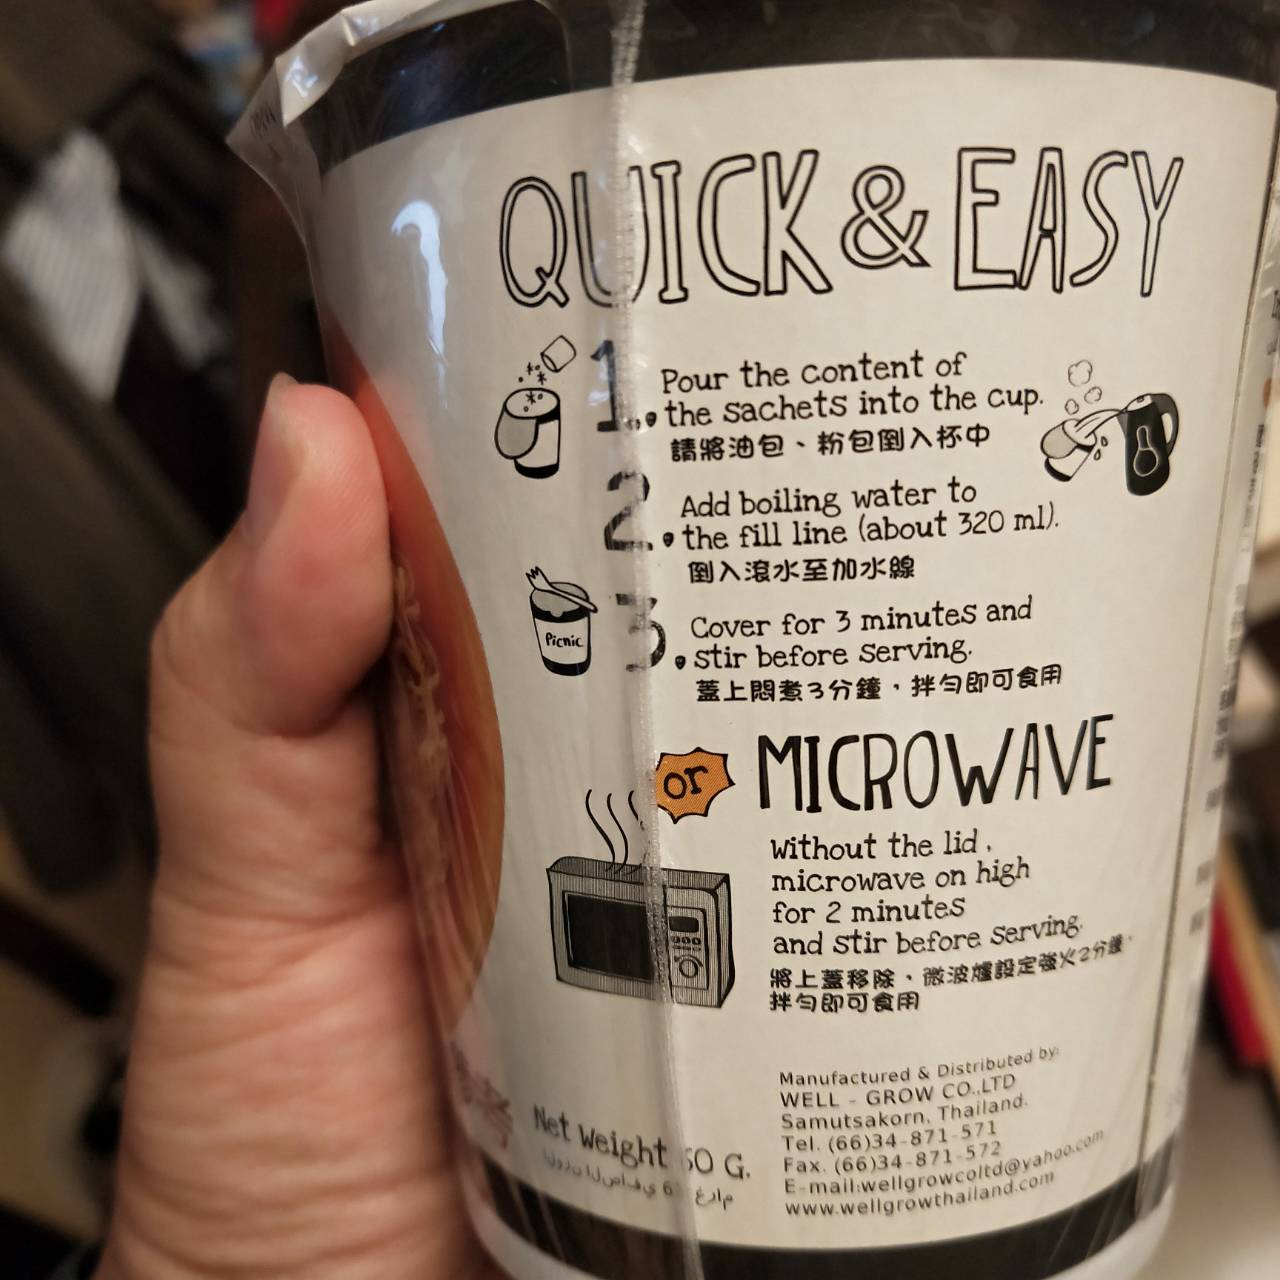 QUICK & EASY
1. Pour the content of
the sachets into the cup.
請將油包、粉包倒入杯中
2. Add boiling water to
the fill line (about 320 ml).
倒入滾水至加水線
Picnic
3. Cover for 3 minutes and
stir before serving.
蓋上悶煮3分鐘，拌勻即可食用
or MICROWAVE
without the lid,
microwave on high
for 2 minutes
and stir before serving.
將上蓋移除，微波爐設定強火2分鐘，
拌勻即可食用
Manufactured & Distributed by:
WELL - GROW CO.,LTD
Samutsakorn, Thailand.
Tel. (66)34-871-571
Fax. (66)34-871-572
E-mail:wellgrowcoltd@yahoo.com
www.wellgrowthailand.com
Net Weight G.
الوزن الصافي غرام